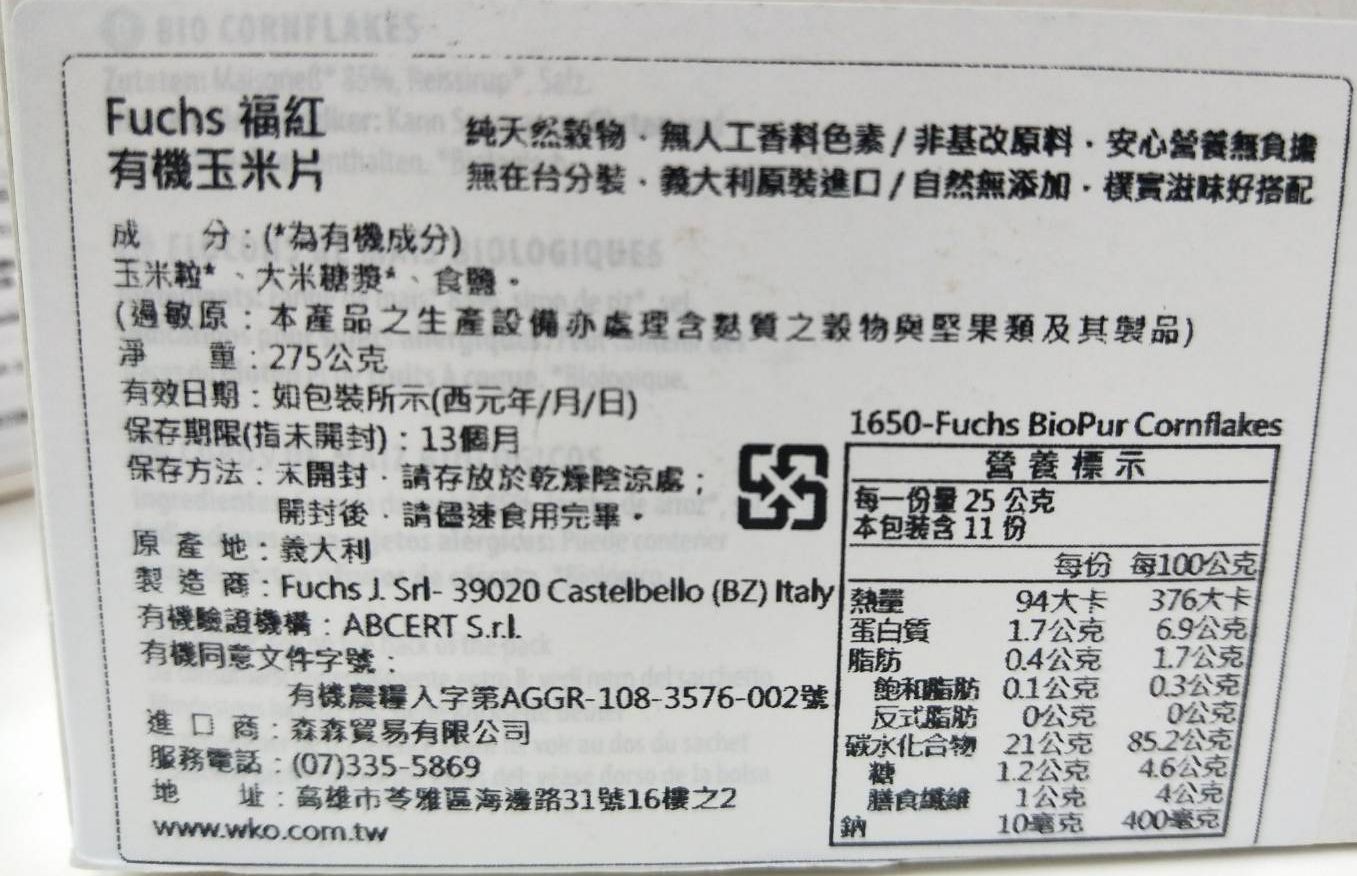 BIO CORNFLAKES
Fuchs 福紅
有機玉米片
純天然穀物．無人工香料色素/非基改原料．安心營養無負擔
無在台分裝．義大利原裝進口/自然無添加．樸實滋味好搭配
成　　分：(*為有機成分)
玉米粒*、大米糖漿*、食鹽。
(過敏原：本產品之生產設備亦處理含麩質之穀物與堅果類及其製品)
淨　　重：275公克
有效日期：如包裝所示(西元年/月/日)
保存期限(指未開封)：13個月
保存方法：未開封．請存放於乾燥陰涼處；
開封後．請儘速食用完畢。
原 產 地：義大利
製 造 商：Fuchs J. Srl- 39020 Castelbello (BZ) Italy
有機驗證機構：ABCERT S.r.l.
有機同意文件字號：
有機農糧入字第AGGR-108-3576-002號
進 口 商：森森貿易有限公司
服務電話：(07)335-5869
地　　址：高雄市苓雅區海邊路31號16樓之2
www.wko.com.tw
1650-Fuchs BioPur Cornflakes
營養標示
每一份量 25 公克
本包裝含 11 份
每份 每100公克
熱量 94大卡 376大卡
蛋白質 1.7公克 6.9公克
脂肪 0.4公克 1.7公克
飽和脂肪 0.1公克 0.3公克
反式脂肪 0公克 0公克
碳水化合物 21公克 85.2公克
糖 1.2公克 4.6公克
膳食纖維 1公克 4公克
鈉 10毫克 400毫克